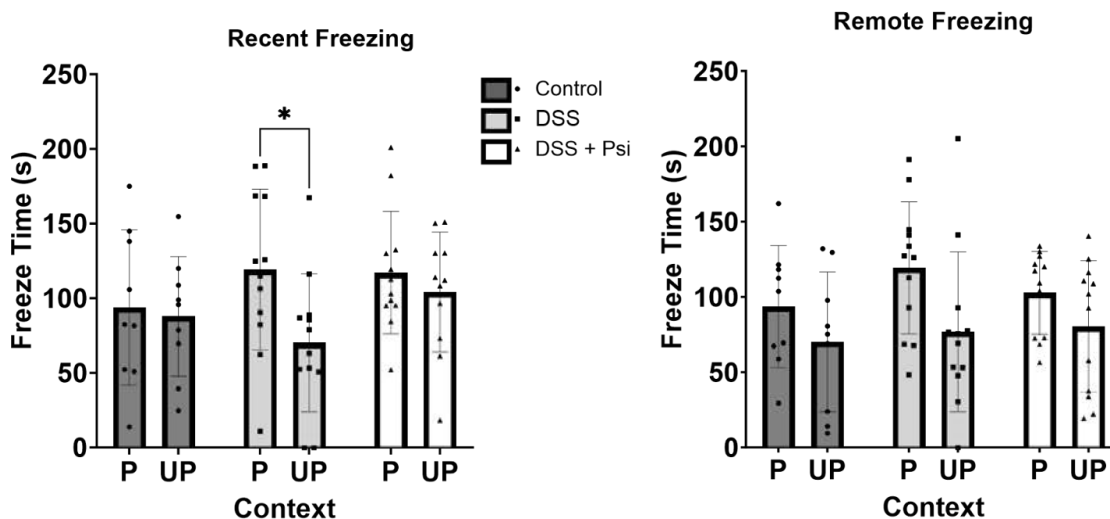 Recent Freezing
Freeze Time (s)
250
200
150
100
50
0
*
P UP P UP P UP
Context
Control
DSS
DSS + Psi
Remote Freezing
Freeze Time (s)
250
200
150
100
50
0
P UP P UP P UP
Context